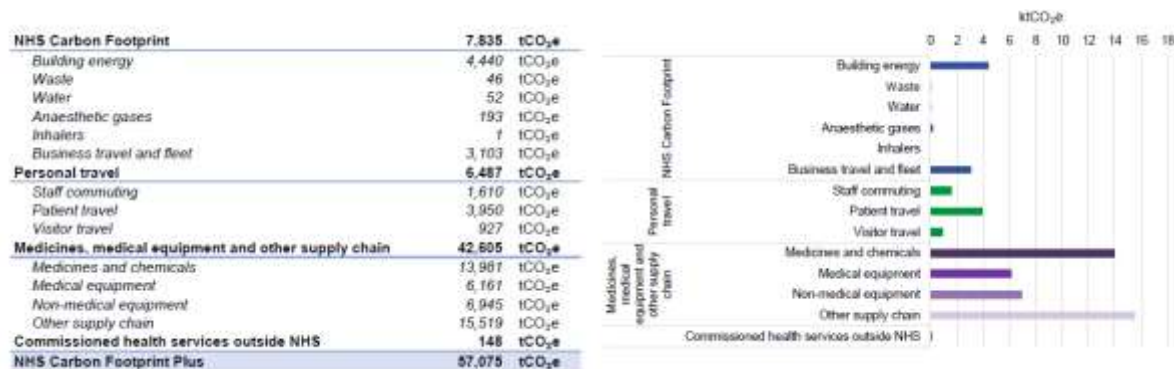 NHS Carbon Footprint 7,835 tCO₂e
Building energy 4,440 tCO₂e
Waste 46 tCO₂e
Water 52 tCO₂e
Anaesthetic gases 193 tCO₂e
Inhalers 1 tCO₂e
Business travel and fleet 3,103 tCO₂e
Personal travel 6,487 tCO₂e
Staff commuting 1,610 tCO₂e
Patient travel 3,950 tCO₂e
Visitor travel 927 tCO₂e
Medicines, medical equipment and other supply chain 42,605 tCO₂e
Medicines and chemicals 13,981 tCO₂e
Medical equipment 6,161 tCO₂e
Non-medical equipment 6,945 tCO₂e
Other supply chain 15,519 tCO₂e
Commissioned health services outside NHS 148 tCO₂e
NHS Carbon Footprint Plus 57,075 tCO₂e
ktCO₂e
0 2 4 6 8 10 12 14 16 18
NHS Carbon Footprint
Building energy
Waste
Water
Anaesthetic gases
Inhalers
Business travel and fleet
Personal
travel
Staff commuting
Patient travel
Visitor travel
Medicines,
medical
equipment and
other supply
chain
Medicines and chemicals
Medical equipment
Non-medical equipment
Other supply chain
Commissioned health services outside NHS